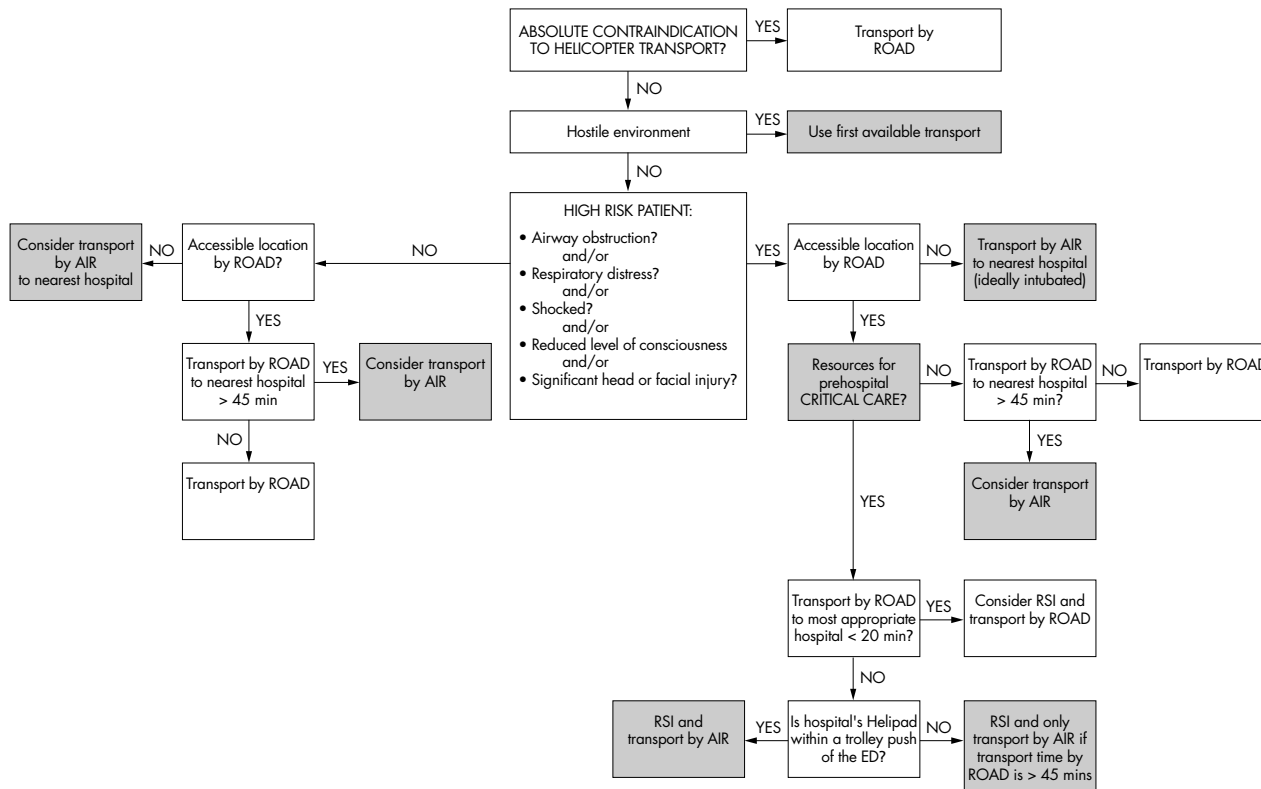 ABSOLUTE CONTRAINDICATION
TO HELICOPTER TRANSPORT?
YES
Transport by
ROAD
NO
Hostile environment
YES
Use first available transport
NO
HIGH RISK PATIENT:
• Airway obstruction?
and/or
• Respiratory distress?
and/or
• Shocked?
and/or
• Reduced level of consciousness
and/or
• Significant head or facial injury?
NO
Accessible location
by ROAD?
NO
Consider transport
by AIR
to nearest hospital
YES
Transport by ROAD
to nearest hospital
> 45 min
YES
Consider transport
by AIR
NO
Transport by ROAD
YES
Accessible location
by ROAD
NO
Transport by AIR
to nearest hospital
(ideally intubated)
YES
Resources for
prehospital
CRITICAL CARE?
NO
Transport by ROAD
to nearest hospital
> 45 min?
NO
Transport by ROAD
YES
Consider transport
by AIR
YES
Transport by ROAD
to most appropriate
hospital < 20 min?
YES
Consider RSI and
transport by ROAD
NO
Is hospital's Helipad
within a trolley push
of the ED?
YES
RSI and
transport by AIR
NO
RSI and only
transport by AIR if
transport time by
ROAD is > 45 mins